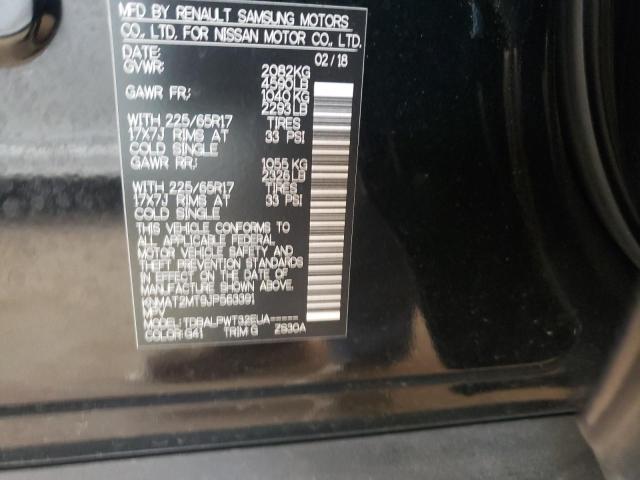 MFD BY RENAULT SAMSUNG MOTORS
CO., LTD. FOR NISSAN MOTOR CO., LTD.
DATE: 02/18
GVWR: 2082KG
4590LB
GAWR FR: 1040KG
2293LB
WITH 225/65R17 TIRES
17X7J RIMS AT 33 PSI
COLD SINGLE
GAWR RR: 1055KG
2326LB
WITH 225/65R17 TIRES
17X7J RIMS AT 33 PSI
COLD SINGLE
THIS VEHICLE CONFORMS TO
ALL APPLICABLE FEDERAL
MOTOR VEHICLE SAFETY AND
THEFT PREVENTION STANDARDS
IN EFFECT ON THE DATE OF
MANUFACTURE SHOWN ABOVE.
KNMAT2MT9JP563391
MPV
MODEL: TDBALPWT32EUA-----
COLOR: G41 TRIM G ZS30A